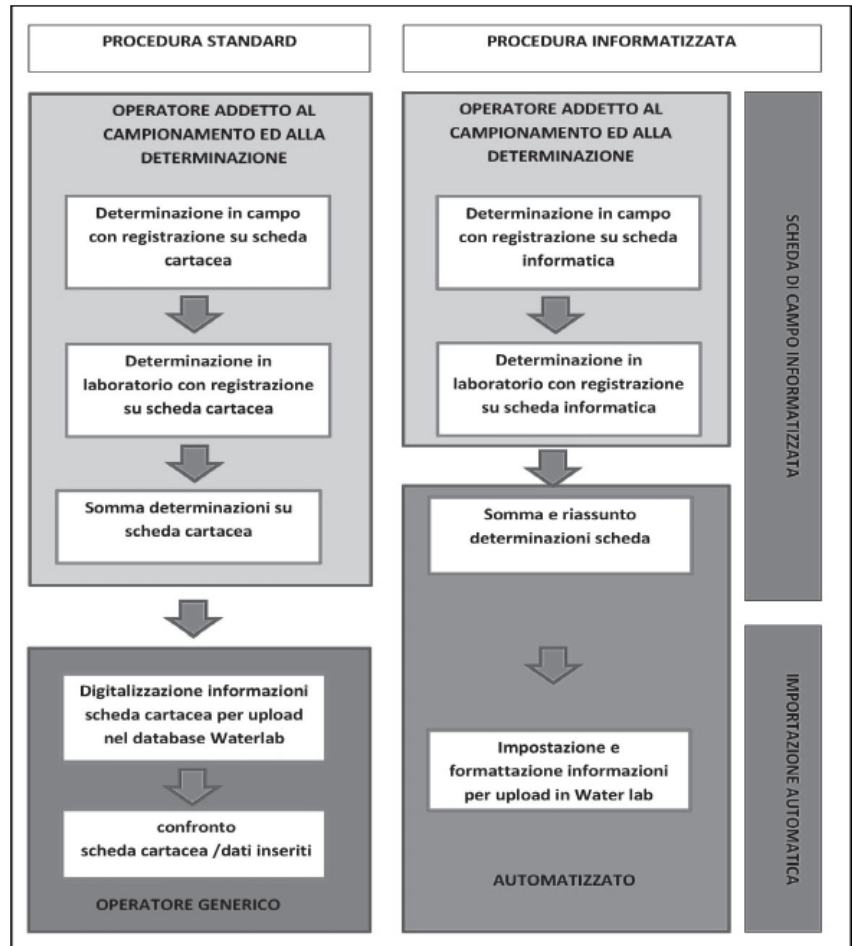 PROCEDURA STANDARD
OPERATORE ADDETTO AL
CAMPIONAMENTO ED ALLA
DETERMINAZIONE
Determinazione in campo
con registrazione su scheda
cartacea
Determinazione in
laboratorio con registrazione
su scheda cartacea
Somma determinazioni su
scheda cartacea
Digitalizzazione informazioni
scheda cartacea per upload
nel database Waterlab
confronto
scheda cartacea /dati inseriti
OPERATORE GENERICO
PROCEDURA INFORMATIZZATA
OPERATORE ADDETTO AL
CAMPIONAMENTO ED ALLA
DETERMINAZIONE
Determinazione in campo
con registrazione su scheda
informatica
Determinazione in
laboratorio con registrazione
su scheda informatica
Somma e riassunto
determinazioni scheda
Impostazione e
formattazione informazioni
per upload in Water lab
AUTOMATIZZATO
SCHEDA DI CAMPO INFORMATIZZATA
IMPORTAZIONE AUTOMATICA